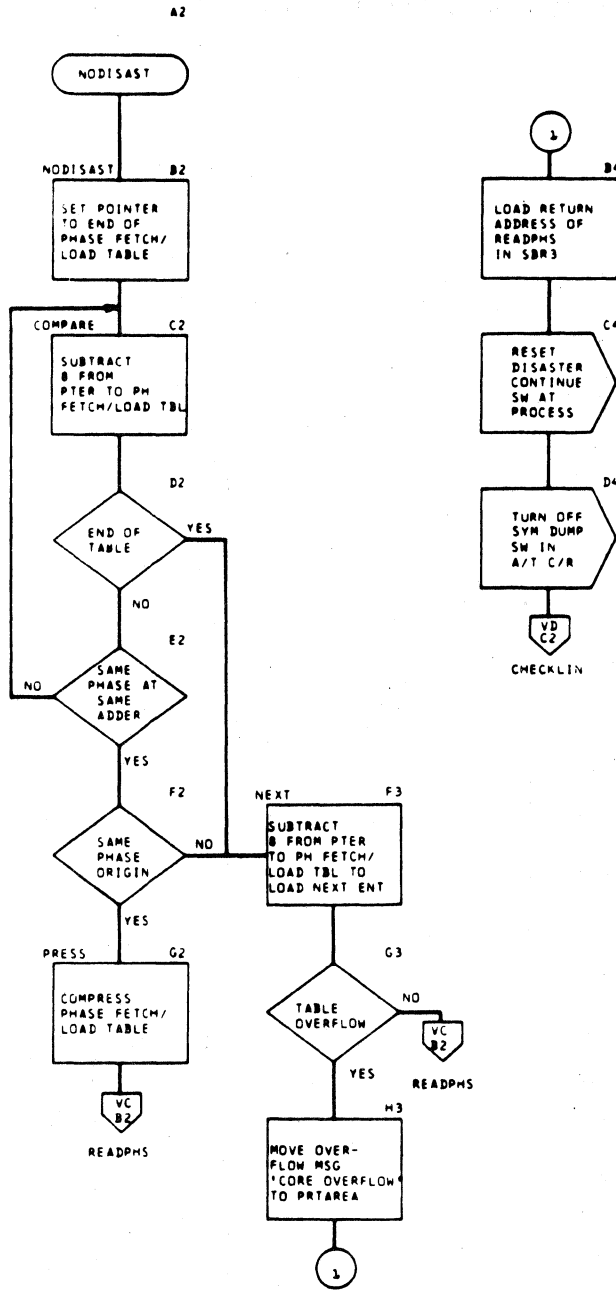 A2
NODISAST
NODISAST B2
SET POINTER
TO END OF
PHASE FETCH/
LOAD TABLE
COMPARE C2
SUBTRACT
8 FROM
PTER TO PH
FETCH/LOAD TBL
D2
END OF
TABLE
YES
NO
E2
SAME
PHASE AT
SAME
ADDER
NO
YES
F2
SAME
PHASE
ORIGIN
NO
YES
PRESS G2
COMPRESS
PHASE FETCH/
LOAD TABLE
VC
B2
READPHS
NEXT F3
SUBTRACT
8 FROM PTER
TO PH FETCH/
LOAD TBL TO
LOAD NEXT ENT
G3
TABLE
OVERFLOW
NO
VC
B2
READPHS
YES
H3
MOVE OVER-
FLOW MSG
'CORE OVERFLOW'
TO PRTAREA
1
1
B4
LOAD RETURN
ADDRESS OF
READPHS
IN SBR3
C4
RESET
DISASTER
CONTINUE
SW AT
PROCESS
D4
TURN OFF
SYM DUMP
SW IN
A/T C/R
VD
C2
CHECKLIN